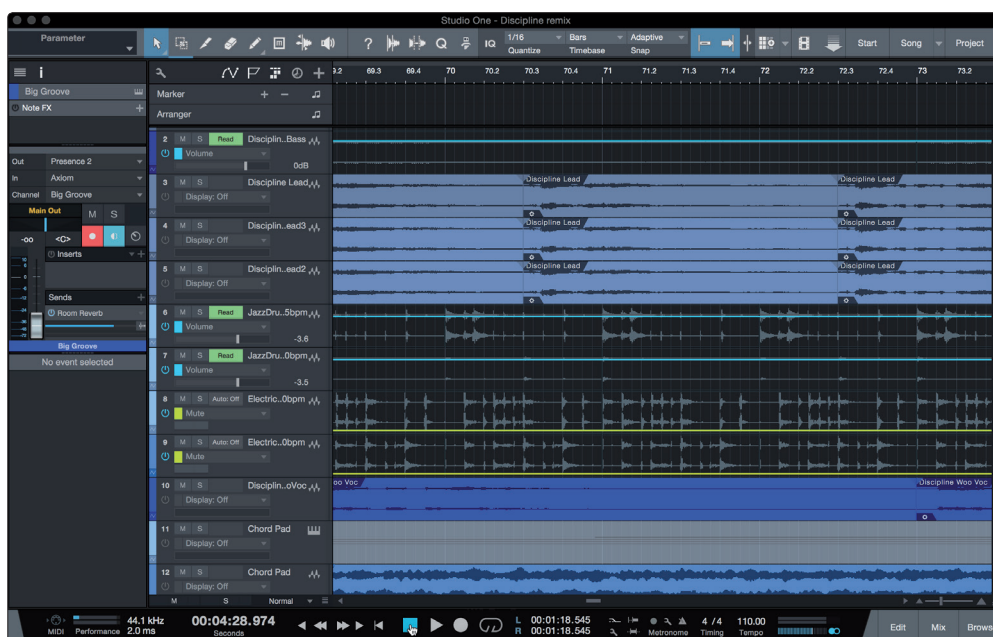 Studio One - Discipline remix
Parameter
? Q IQ 1/16 Bars Adaptive Start Song Project
Quantize Timebase Snap
i 9.2 69.3 69.4 70 70.2 70.3 70.4 71 71.2 71.3 71.4 72 72.2 72.3 72.4 73 73.2
Big Groove Marker + −
Note FX + Arranger
2 M S Read Disciplin..Bass
Volume
Out Presence 2 0dB
In Axiom 3 M S Discipline Lead Discipline Lead Discipline Lead
Channel Big Groove Display: Off
Main Out M S
4 M S Disciplin..ead3 Discipline Lead Discipline Lead
-oo <C> Display: Off
Inserts
5 M S Disciplin..ead2 Discipline Lead Discipline Lead
Display: Off
Sends
Room Reverb 6 M S Read JazzDru..5bpm
Volume
-3.6
Big Groove
No event selected 7 M S Read JazzDru..0bpm
Volume
-3.5
8 M S Auto: Off Electric..0bpm
Mute
9 M S Auto: Off Electric..0bpm
Mute
10 M S Disciplin..oVoc oo Voc Discipline Woo Voc
Display: Off
11 M S Chord Pad
Display: Off
12 M S Chord Pad
Display: Off
M S Normal
44.1 kHz 00:04:28.974 L 00:01:18.545 4 / 4 110.00
MIDI Performance 2.0 ms Seconds R 00:01:18.545 Metronome Timing Tempo Edit Mix Brows